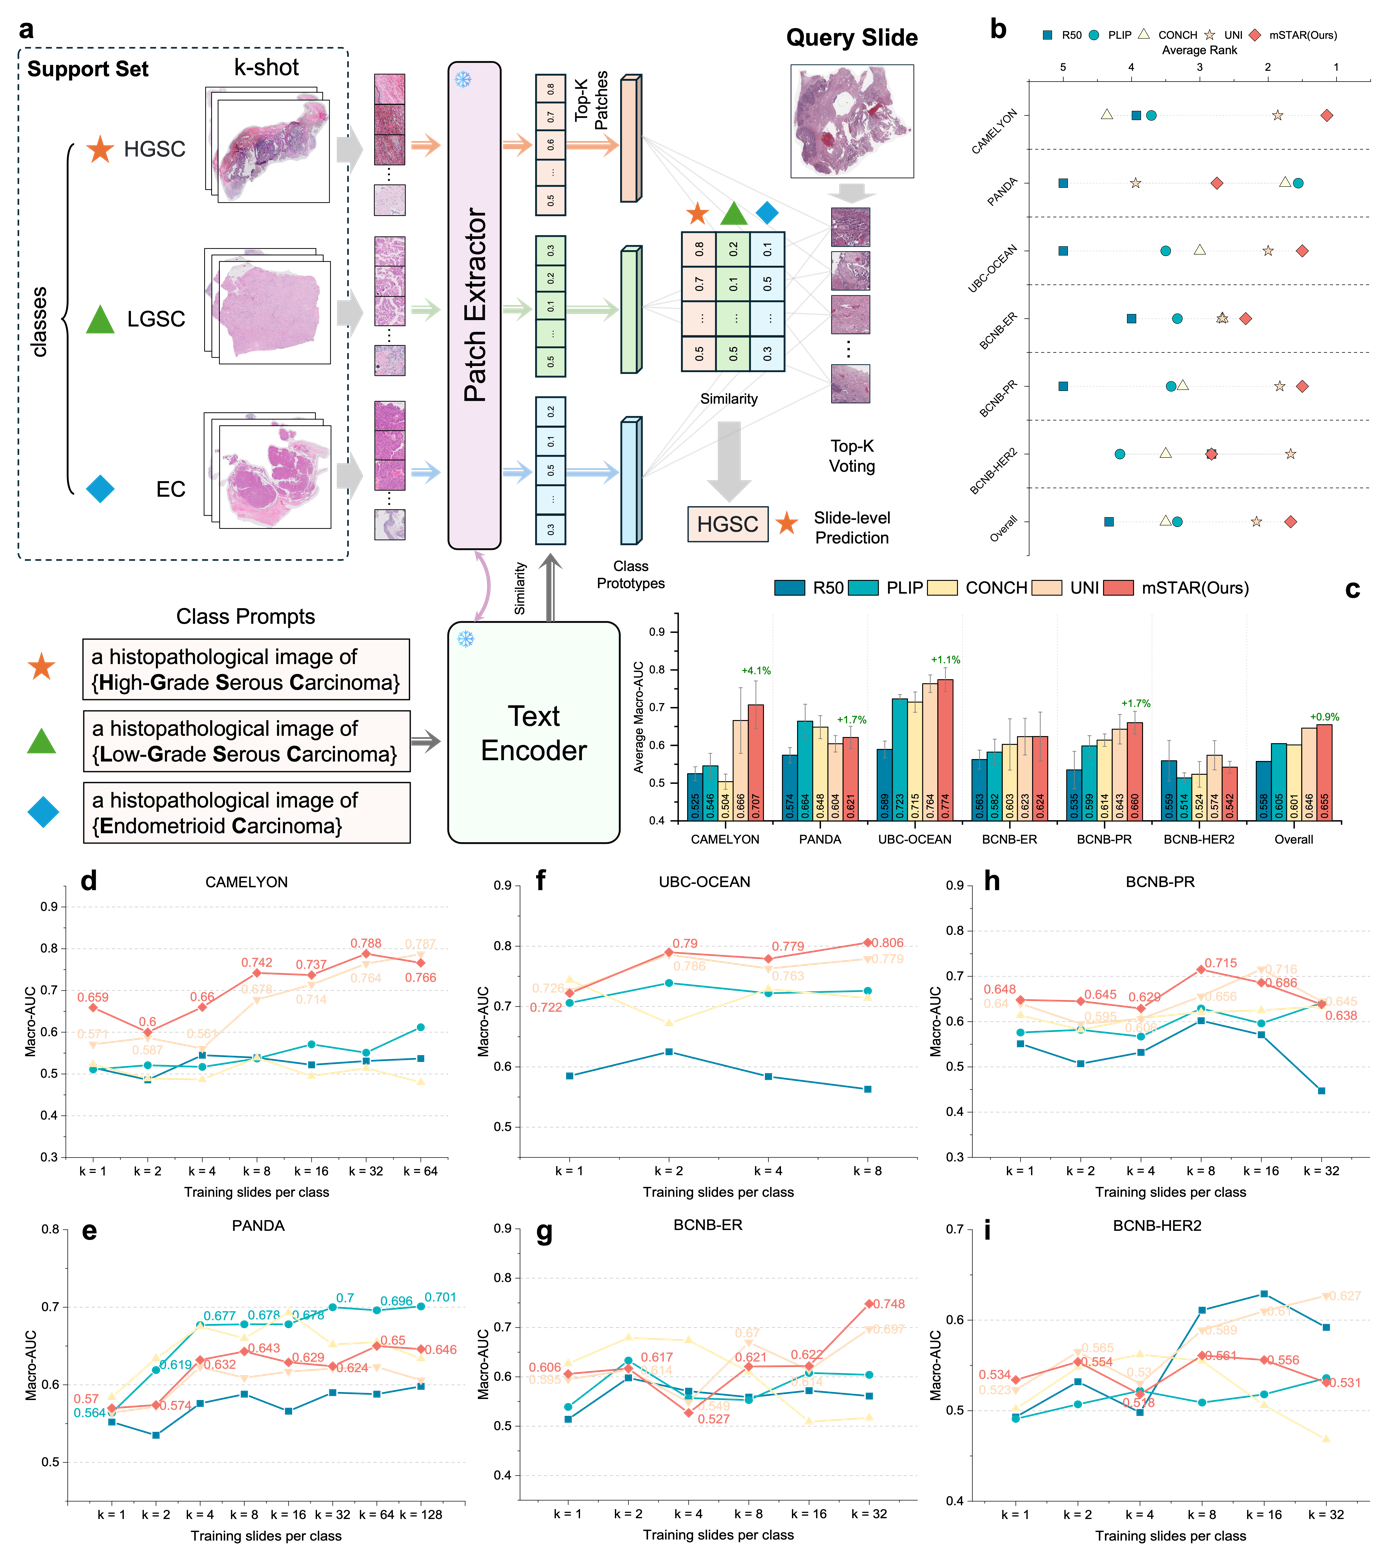 a
Support Set
k-shot
classes
HGSC
LGSC
EC
Patch Extractor
Top-K
Patches
0.8
0.7
0.6
...
0.5
0.3
0.2
0.1
...
0.5
0.2
0.1
0.5
...
0.3
Class
Prototypes
Similarity
Query Slide
0.8 0.2 0.1
0.7 0.1 0.5
... ... ...
0.5 0.5 0.3
Similarity
Top-K
Voting
HGSC
Slide-level
Prediction
Class Prompts
a histopathological image of
{High-Grade Serous Carcinoma}
a histopathological image of
{Low-Grade Serous Carcinoma}
a histopathological image of
{Endometrioid Carcinoma}
Text
Encoder
b
R50 PLIP CONCH UNI mSTAR(Ours)
Average Rank
5 4 3 2 1
CAMELYON
PANDA
UBC-OCEAN
BCNB-ER
BCNB-PR
BCNB-HER2
Overall
c
R50 PLIP CONCH UNI mSTAR(Ours)
Average Macro-AUC
0.9
0.8
0.7
0.6
0.5
0.4
+4.1% +1.7% +1.1% +1.7% +0.9%
0.525 0.546 0.504 0.666 0.707
0.574 0.664 0.648 0.604 0.621
0.589 0.723 0.715 0.764 0.774
0.563 0.582 0.603 0.623 0.624
0.535 0.599 0.614 0.643 0.660
0.559 0.514 0.524 0.574 0.542
0.558 0.605 0.601 0.646 0.655
CAMELYON PANDA UBC-OCEAN BCNB-ER BCNB-PR BCNB-HER2 Overall
d
CAMELYON
Macro-AUC
0.9
0.8
0.7
0.6
0.5
0.4
0.3
0.659 0.6 0.66 0.742 0.737 0.788 0.766
0.571 0.587 0.561 0.678 0.714 0.764 0.787
k = 1 k = 2 k = 4 k = 8 k = 16 k = 32 k = 64
Training slides per class
f
UBC-OCEAN
Macro-AUC
0.9
0.8
0.7
0.6
0.5
0.722 0.79 0.779 0.806
0.726 0.786 0.763 0.779
k = 1 k = 2 k = 4 k = 8
Training slides per class
h
BCNB-PR
Macro-AUC
0.9
0.8
0.7
0.6
0.5
0.4
0.3
0.648 0.645 0.629 0.715 0.686 0.638
0.64 0.595 0.606 0.656 0.716 0.645
k = 1 k = 2 k = 4 k = 8 k = 16 k = 32
Training slides per class
e
PANDA
Macro-AUC
0.8
0.7
0.6
0.5
0.564 0.619 0.677 0.678 0.678 0.7 0.696 0.701
0.57 0.574 0.632 0.643 0.629 0.624 0.65 0.646
k = 1 k = 2 k = 4 k = 8 k = 16 k = 32 k = 64 k = 128
Training slides per class
g
BCNB-ER
Macro-AUC
0.9
0.8
0.7
0.6
0.5
0.4
0.606 0.617 0.527 0.621 0.622 0.748
0.595 0.614 0.549 0.67 0.614 0.697
k = 1 k = 2 k = 4 k = 8 k = 16 k = 32
Training slides per class
i
BCNB-HER2
Macro-AUC
0.7
0.6
0.5
0.4
0.534 0.554 0.518 0.561 0.556 0.531
0.523 0.565 0.53 0.589 0.627
k = 1 k = 2 k = 4 k = 8 k = 16 k = 32
Training slides per class